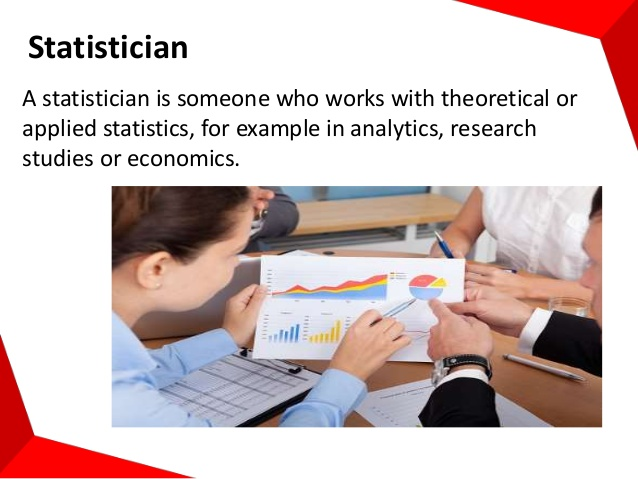 Statistician
A statistician is someone who works with theoretical or
applied statistics, for example in analytics, research
studies or economics.